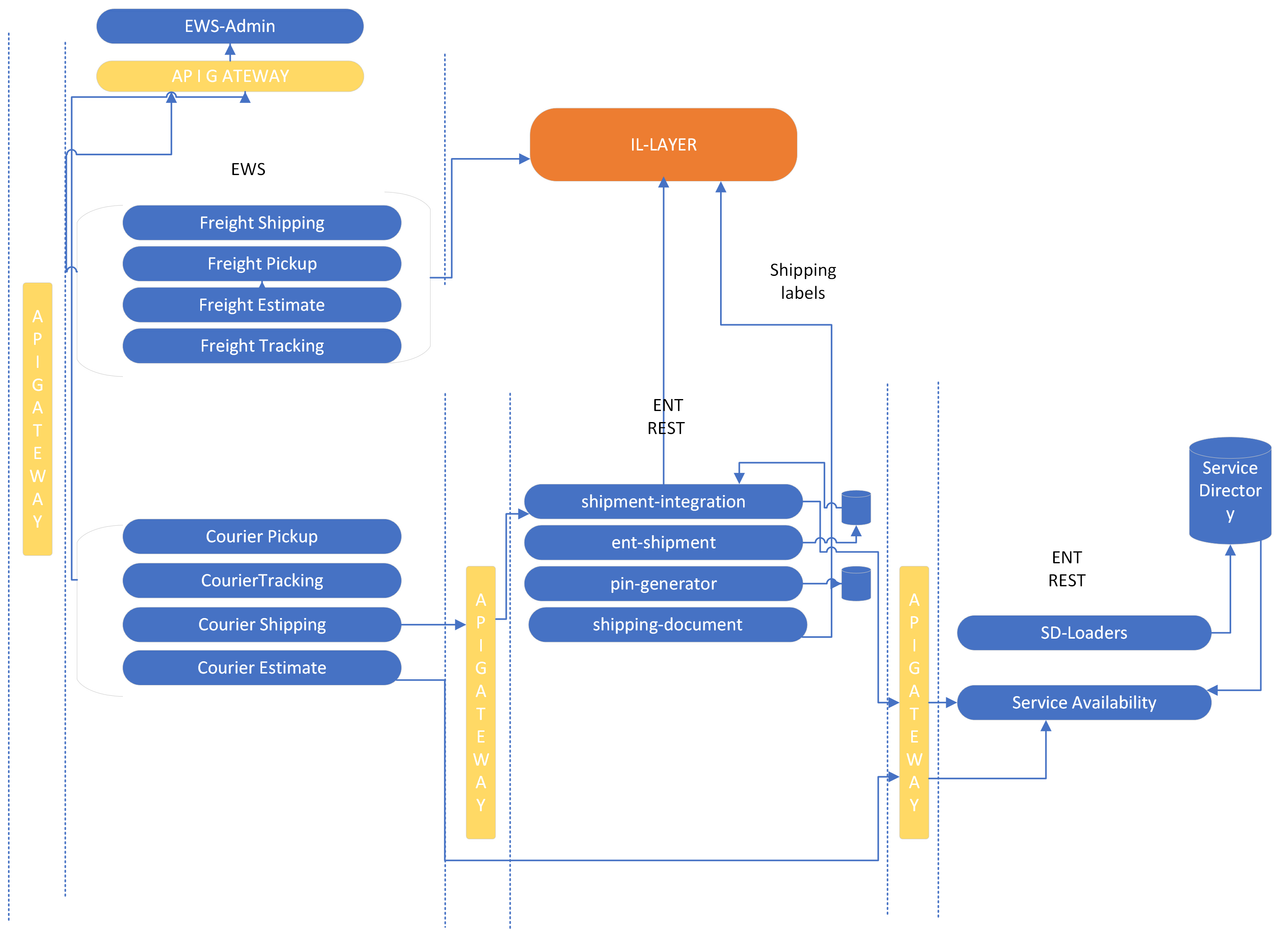 EWS-Admin
AP I G ATEWAY
EWS
Freight Shipping
Freight Pickup
Freight Estimate
Freight Tracking
A
P
I
G
A
T
E
W
A
Y
Courier Pickup
CourierTracking
Courier Shipping
Courier Estimate
IL-LAYER
Shipping
labels
ENT
REST
shipment-integration
ent-shipment
pin-generator
shipping-document
A
P
I
G
A
T
E
W
A
Y
A
P
I
G
A
T
E
W
A
Y
Service
Director
y
ENT
REST
SD-Loaders
Service Availability